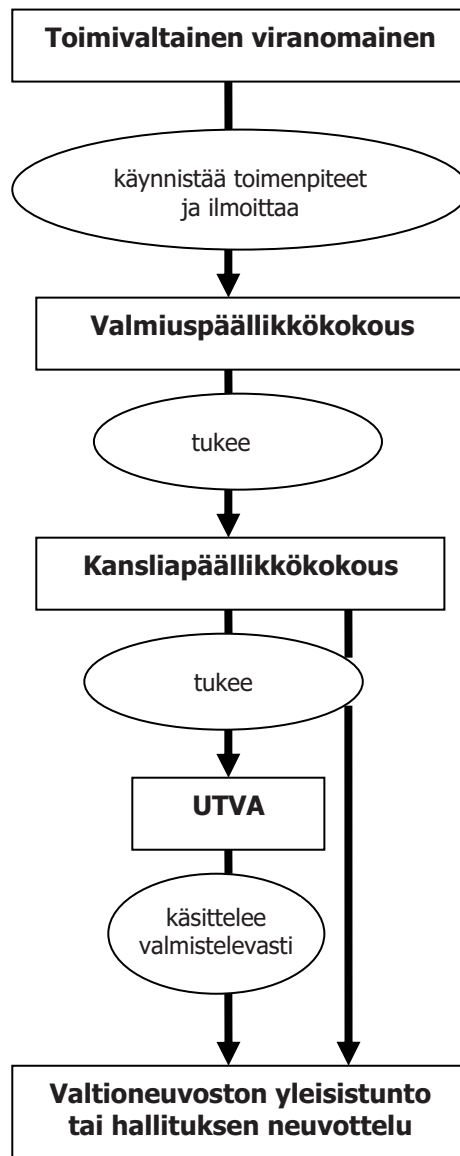 Toimivaltainen viranomainen
käynnistää toimenpiteet
ja ilmoittaa
Valmiuspäällikkökokous
tukee
Kansliapäällikkökokous
tukee
UTVA
käsittelee
valmistelevasti
Valtioneuvoston yleisistunto
tai hallituksen neuvottelu